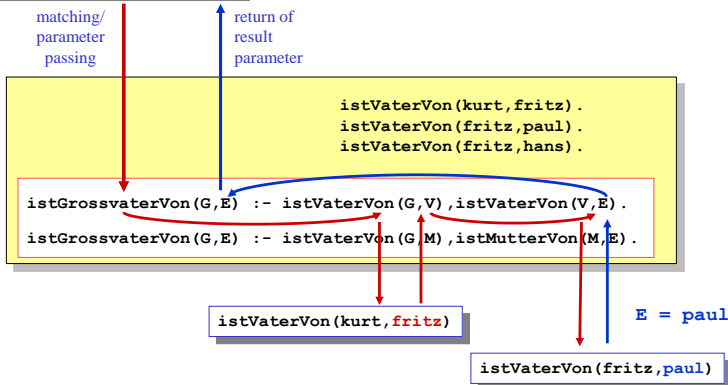 matching/
parameter
passing
return of
result
parameter
istVaterVon(kurt,fritz).
istVaterVon(fritz,paul).
istVaterVon(fritz,hans).
istGrossvaterVon(G,E) :- istVaterVon(G,V),istVaterVon(V,E).
istGrossvaterVon(G,E) :- istVaterVon(G,M),istMutterVon(M,E).
istVaterVon(kurt,fritz)
E = paul
istVaterVon(fritz,paul)